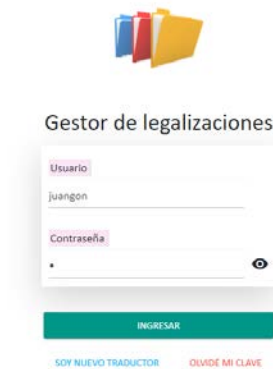 Gestor de legalizaciones
Usuario
juangon
Contraseña
INGRESAR
SOY NUEVO TRADUCTOR OLVIDÉ MI CLAVE